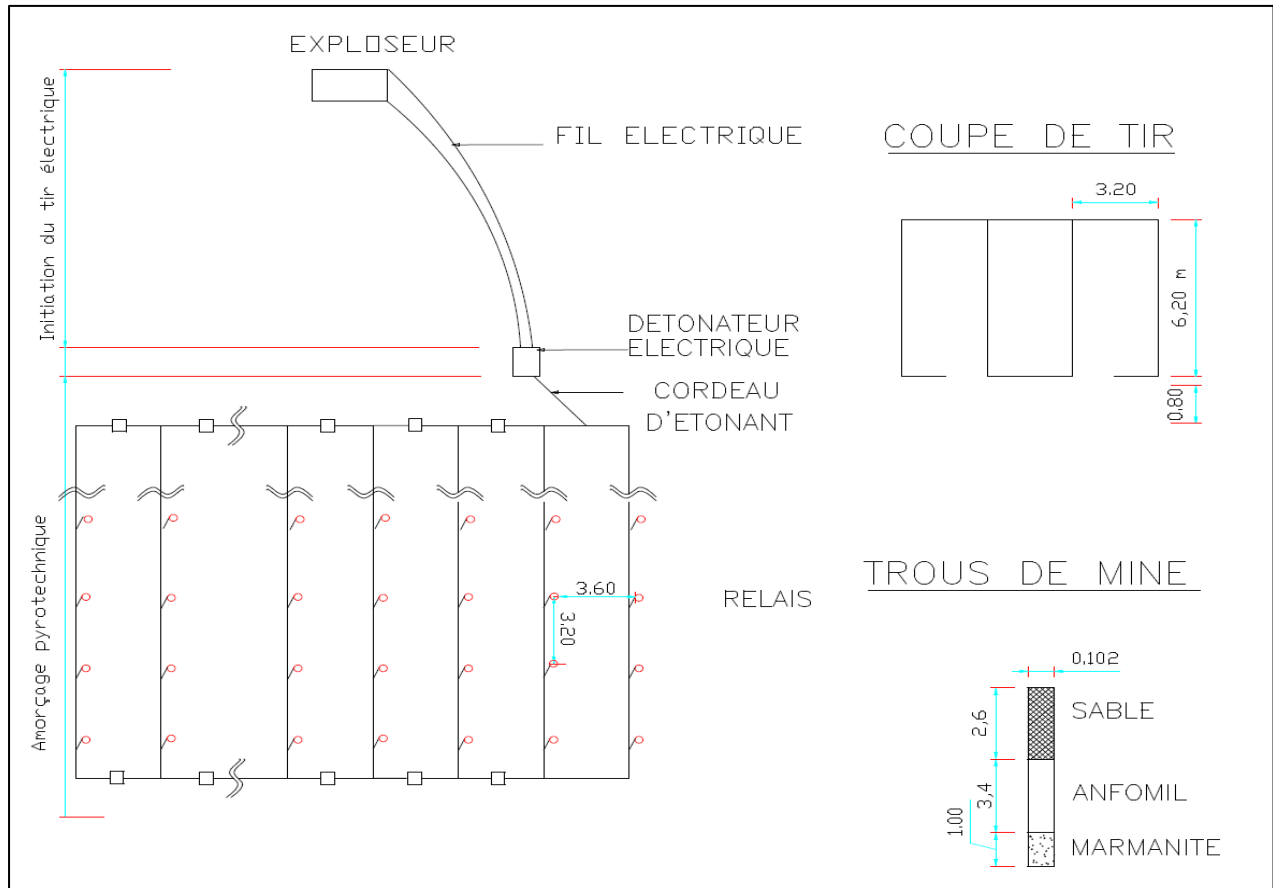 EXPLOSEUR
Initiation du tir électrique
FIL ELECTRIQUE
COUPE DE TIR
3.20
6,20 m
0.80
DETONATEUR
ELECTRIQUE
CORDEAU
D'ETONANT
Amorçage pyrotechnique
3.60
3.20
RELAIS
TROUS DE MINE
0,102
2,6
SABLE
3,4
ANFOMIL
1.00
MARMANITE